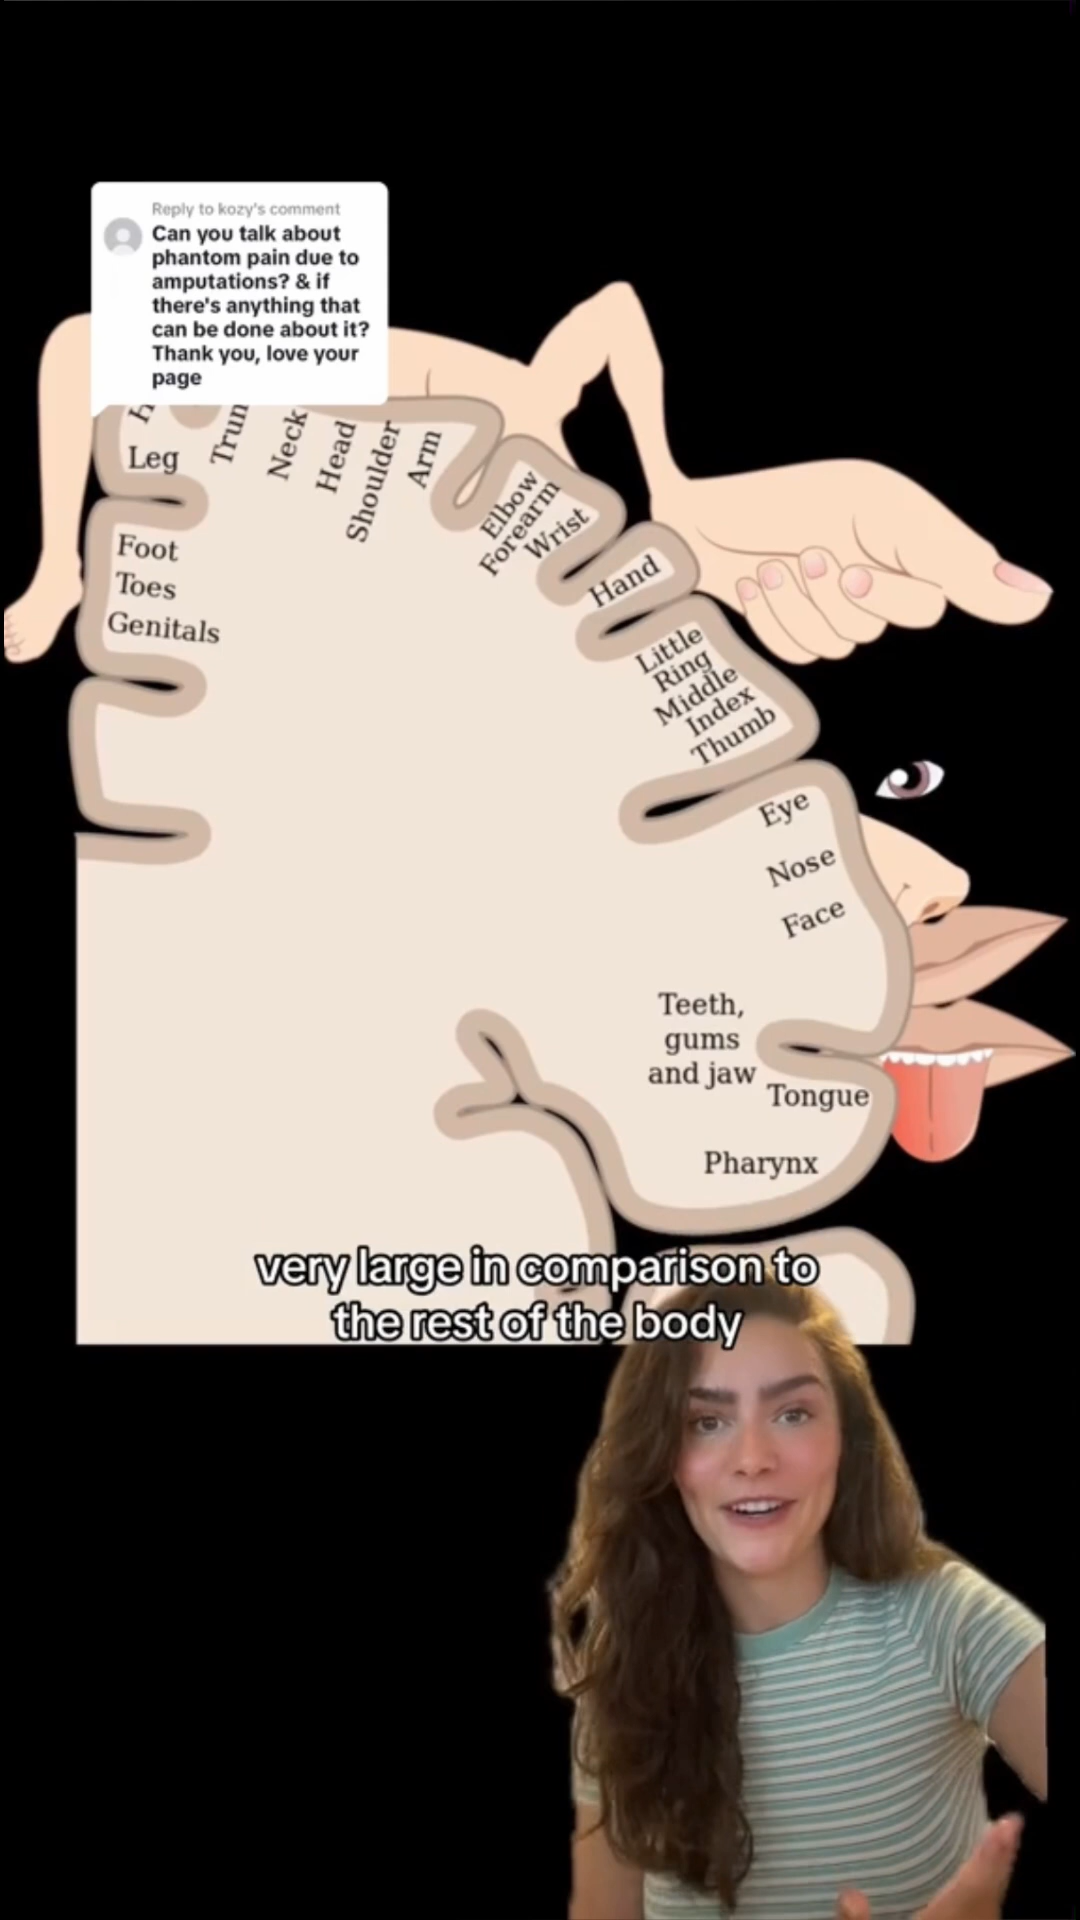 Reply to kozy's comment
Can you talk about
phantom pain due to
amputations? & if
there's anything that
can be done about it?
Thank you, love your
page
Leg
Foot
Toes
Genitals
Neck
Head
Shoulder
Arm
Elbow
Forearm
Wrist
Hand
Little
Ring
Middle
Index
Thumb
Eye
Nose
Face
Teeth,
gums
and jaw
Tongue
Pharynx
very large in comparison to
the rest of the body